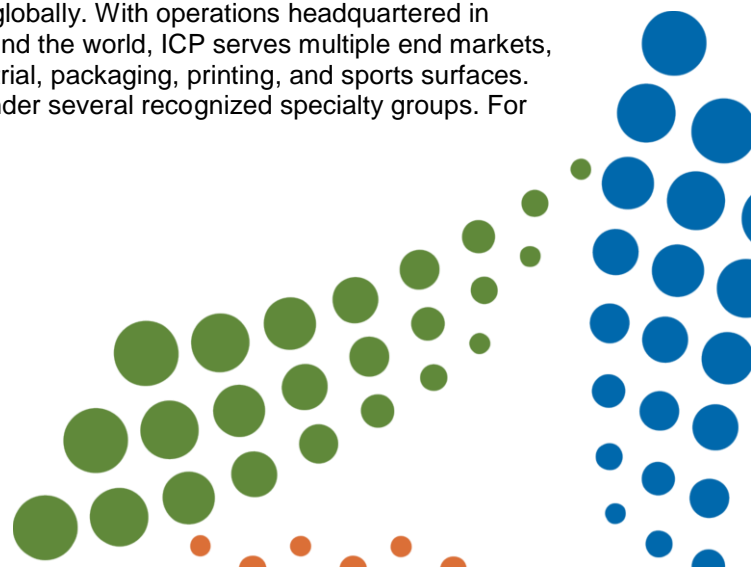 globally. With operations headquartered in
nd the world, ICP serves multiple end markets,
rial, packaging, printing, and sports surfaces.
nder several recognized specialty groups. For